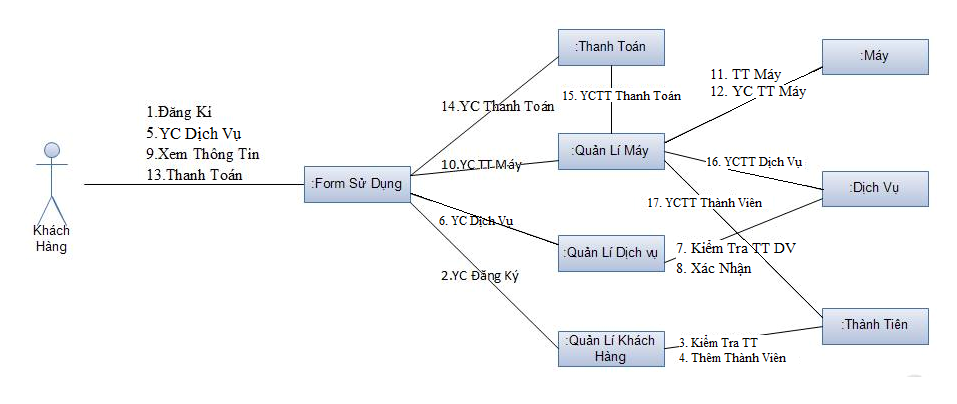 :Thanh Toán
:Máy
11. TT Máy
12. YC TT Máy
14.YC Thanh Toán
15. YCTT Thanh Toán
1.Đăng Kí
5.YC Dịch Vụ
9.Xem Thông Tin
13.Thanh Toán
:Quản Lí Máy
10.YC TT Máy
16. YCTT Dịch Vụ
:Form Sử Dụng
:Dịch Vụ
17. YCTT Thành Viên
6. YC Dịch Vụ
Khách
Hàng
:Quản Lí Dịch vụ
7. Kiểm Tra TT DV
8. Xác Nhận
2.YC Đăng Ký
:Thành Tiên
:Quản Lí Khách
Hàng
3. Kiểm Tra TT
4. Thêm Thành Viên